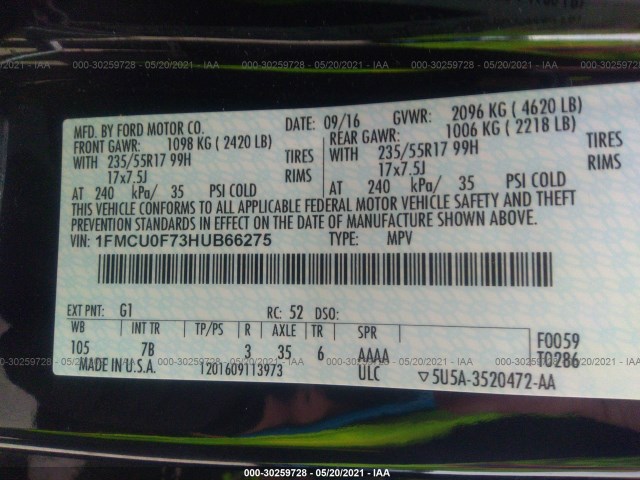 000-30259728 - 05/20/2021 - IAA
MFD. BY FORD MOTOR CO. DATE: 09/16 GVWR: 2096 KG ( 4620 LB)
FRONT GAWR: 1098 KG ( 2420 LB) REAR GAWR: 1006 KG ( 2218 LB)
WITH 235/55R17 99H TIRES WITH 235/55R17 99H TIRES
17x7.5J RIMS 17x7.5J RIMS
AT 240 kPa/ 35 PSI COLD AT 240 kPa/ 35 PSI COLD
THIS VEHICLE CONFORMS TO ALL APPLICABLE FEDERAL MOTOR VEHICLE SAFETY AND THEFT
PREVENTION STANDARDS IN EFFECT ON THE DATE OF MANUFACTURE SHOWN ABOVE.
VIN: 1FMCU0F73HUB66275 TYPE: MPV
EXT PNT: G1 RC: 52 DSO:
WB INT TR TP/PS R AXLE TR SPR F0059
105 7B 3 35 6 AAAA T0286
000-30259728 - 05/20/2021 - IAA
MADE IN U.S.A. 1201609113973 ULC ▽5U5A-3520472-AA
000-30259728 - 05/20/2021 - IAA